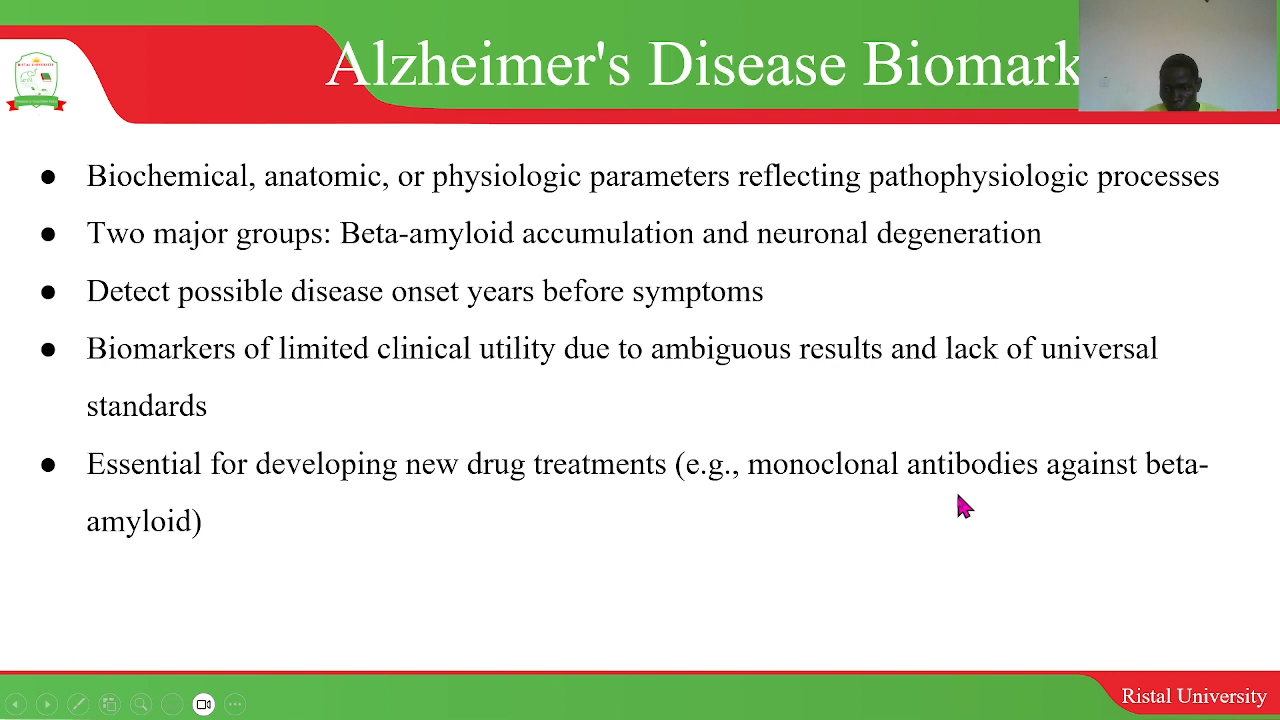 Alzheimer's Disease Biomark
RISTAL UNIVERSITY
● Biochemical, anatomic, or physiologic parameters reflecting pathophysiologic processes
● Two major groups: Beta-amyloid accumulation and neuronal degeneration
● Detect possible disease onset years before symptoms
● Biomarkers of limited clinical utility due to ambiguous results and lack of universal
standards
● Essential for developing new drug treatments (e.g., monoclonal antibodies against beta-
amyloid)
Ristal University